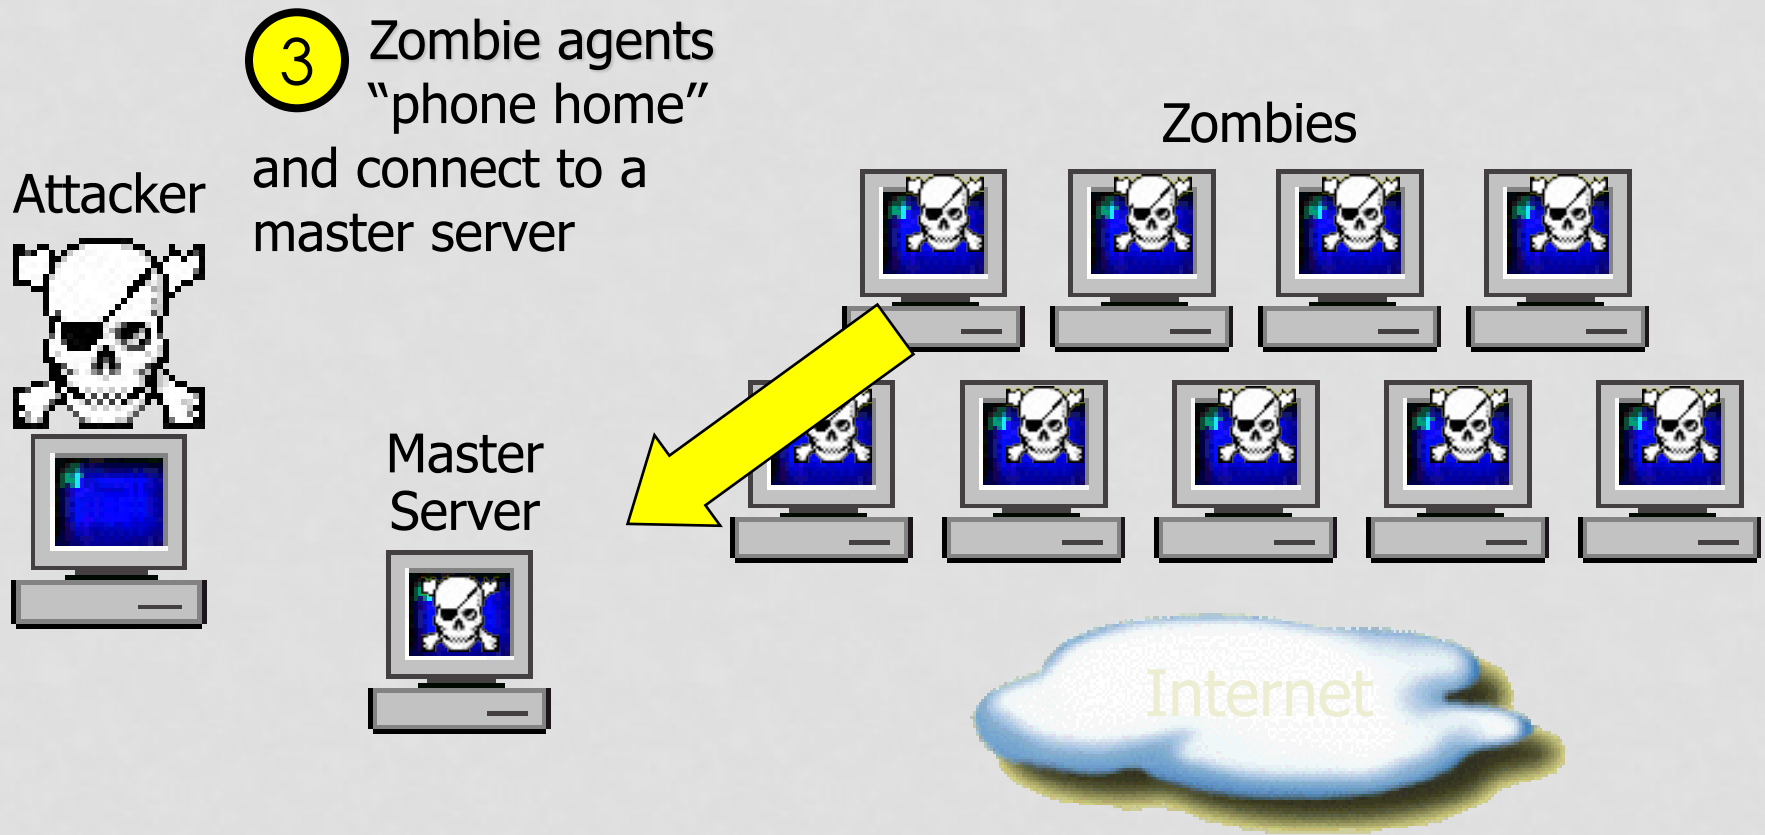 3
Zombie agents
“phone home”
and connect to a
master server
Attacker
Zombies
Master
Server
Internet